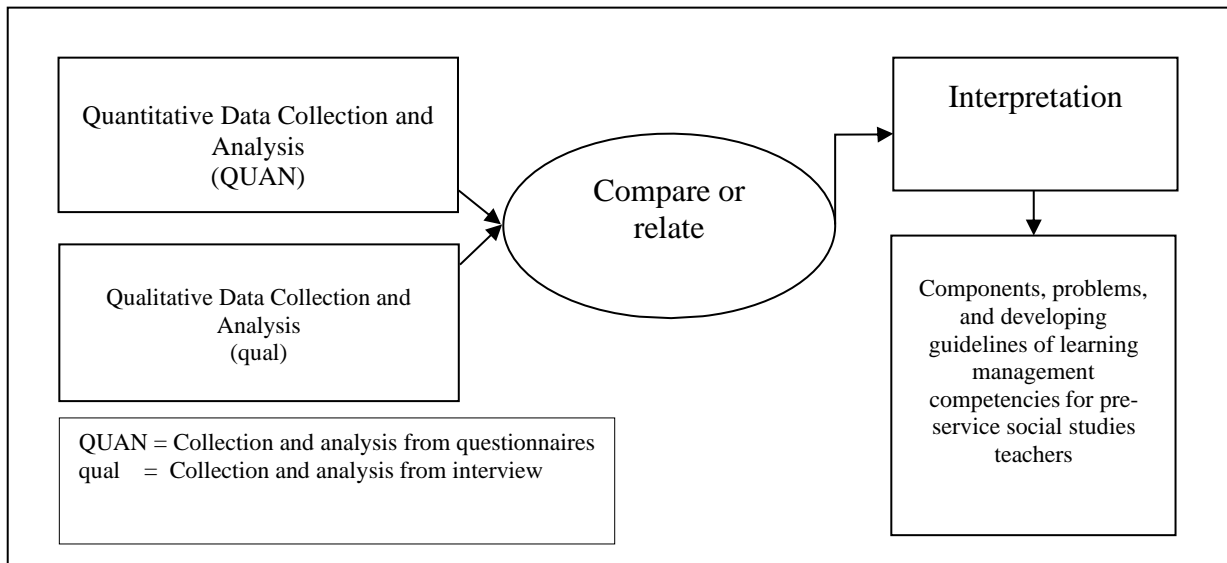 Quantitative Data Collection and
Analysis
(QUAN)
Qualitative Data Collection and
Analysis
(qual)
QUAN = Collection and analysis from questionnaires
qual = Collection and analysis from interview
Compare or
relate
Interpretation
Components, problems,
and developing
guidelines of learning
management
competencies for pre-
service social studies
teachers